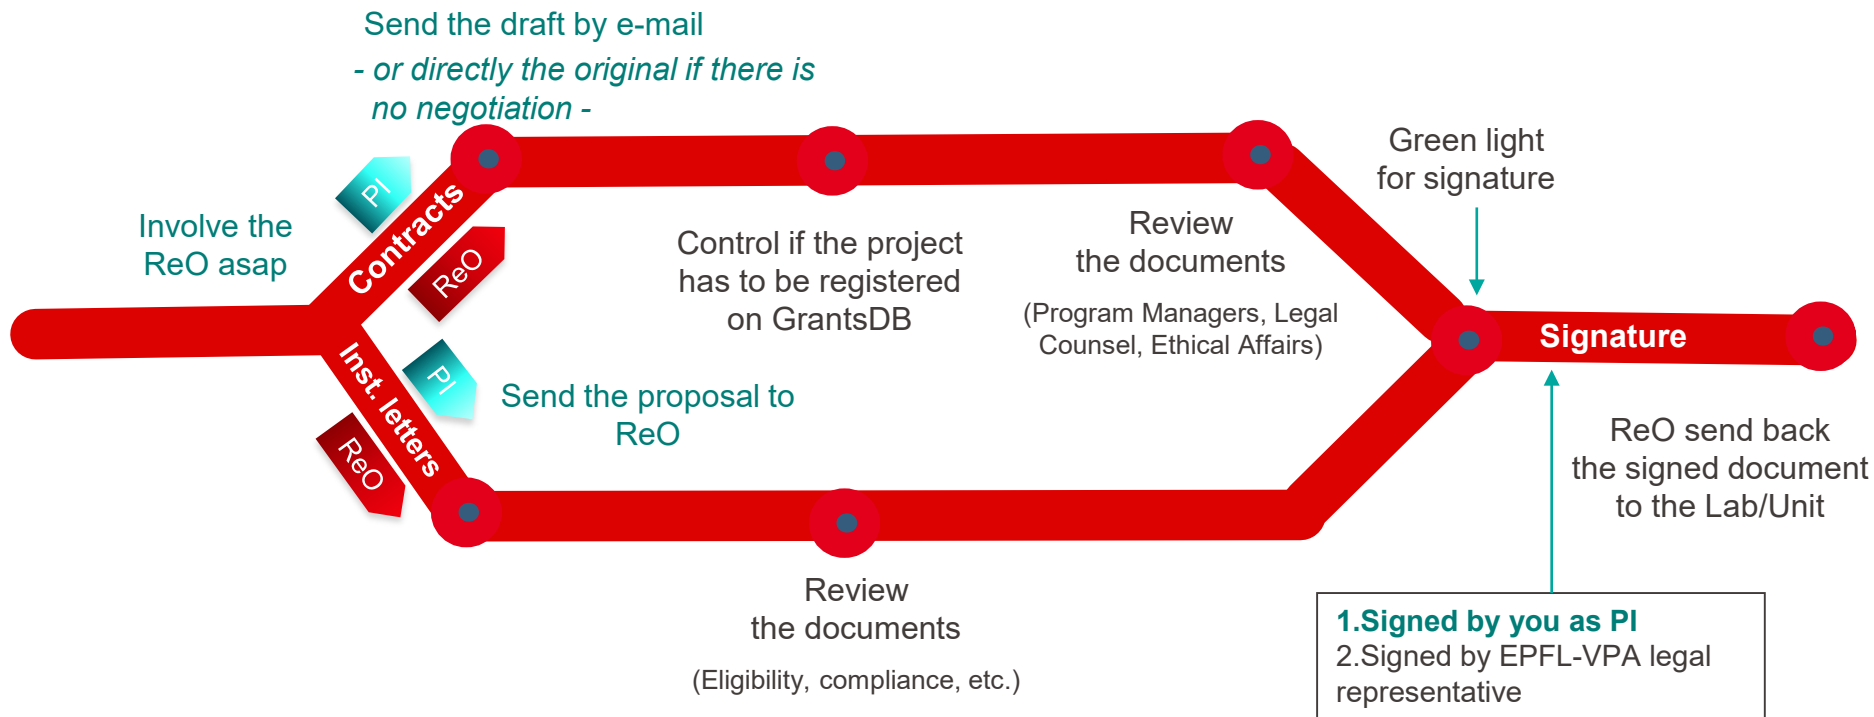 Send the draft by e-mail
- or directly the original if there is
no negotiation -
Involve the
ReO asap
PI
Contracts
ReO
Control if the project
has to be registered
on GrantsDB
Review
the documents
(Program Managers, Legal
Counsel, Ethical Affairs)
Green light
for signature
Signature
Inst. letters
PI
ReO
Send the proposal to
ReO
Review
the documents
(Eligibility, compliance, etc.)
ReO send back
the signed document
to the Lab/Unit
1.Signed by you as PI
2.Signed by EPFL-VPA legal
representative